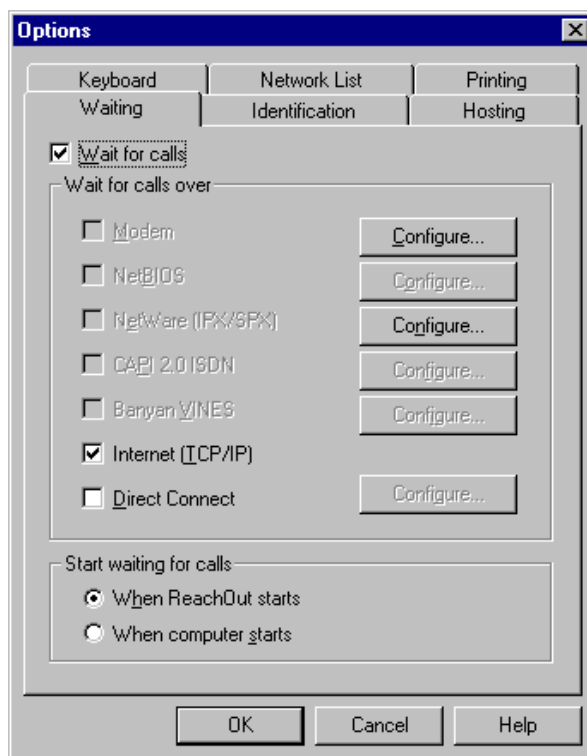 Options
Keyboard Network List Printing
Waiting Identification Hosting
Wait for calls
Wait for calls over
Modem Configure...
NetBIOS Configure...
NetWare (IPX/SPX) Configure...
CAPI 2.0 ISDN Configure...
Banyan VINES Configure...
Internet (TCP/IP)
Direct Connect Configure...
Start waiting for calls
When ReachOut starts
When computer starts
OK Cancel Help